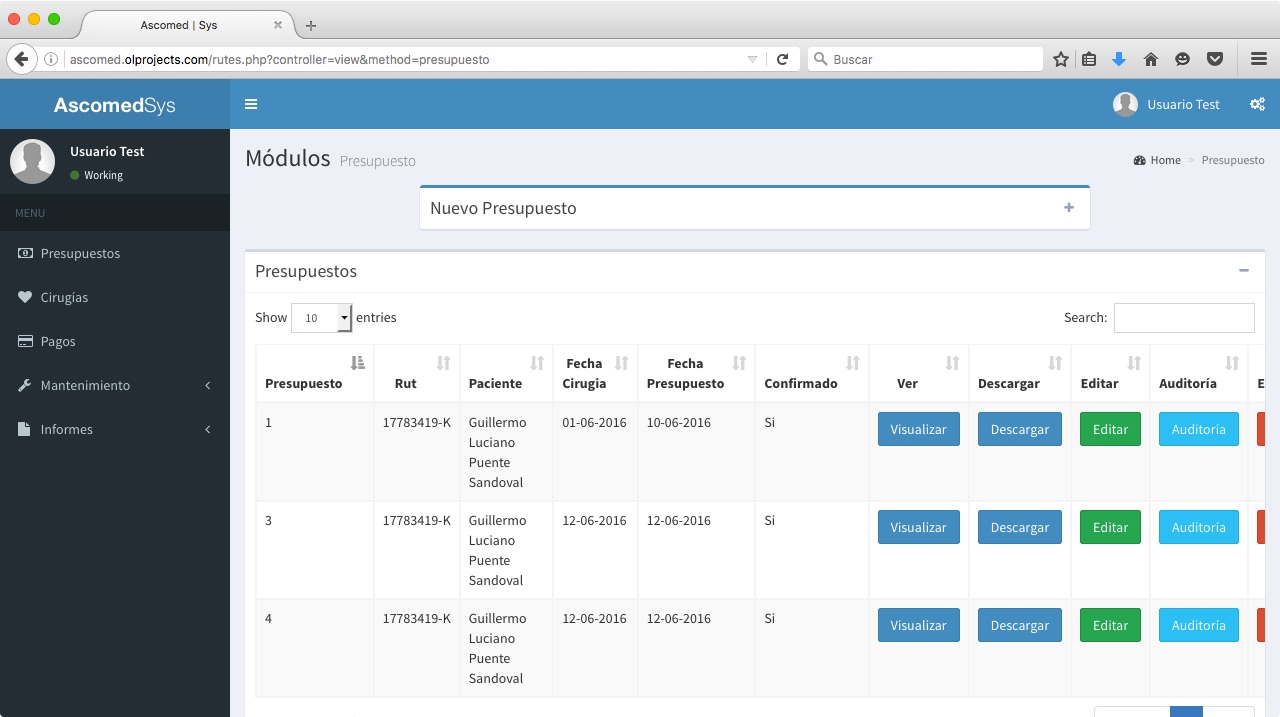 Ascomed | Sys
ascomed.olprojects.com/rutes.php?controller=view&method=presupuesto
Buscar
AscomedSys
Usuario Test
Usuario Test
Working
MENU
Presupuestos
Cirugías
Pagos
Mantenimiento
Informes
Módulos Presupuesto
Home > Presupuesto
Nuevo Presupuesto
Presupuestos
Show 10 entries
Search:
Presupuesto Rut Paciente Fecha Cirugia Fecha Presupuesto Confirmado Ver Descargar Editar Auditoría E
1 17783419-K Guillermo 01-06-2016 10-06-2016 Si Visualizar Descargar Editar Auditoría
Luciano
Puente
Sandoval
3 17783419-K Guillermo 12-06-2016 12-06-2016 Si Visualizar Descargar Editar Auditoría
Luciano
Puente
Sandoval
4 17783419-K Guillermo 12-06-2016 12-06-2016 Si Visualizar Descargar Editar Auditoría
Luciano
Puente
Sandoval